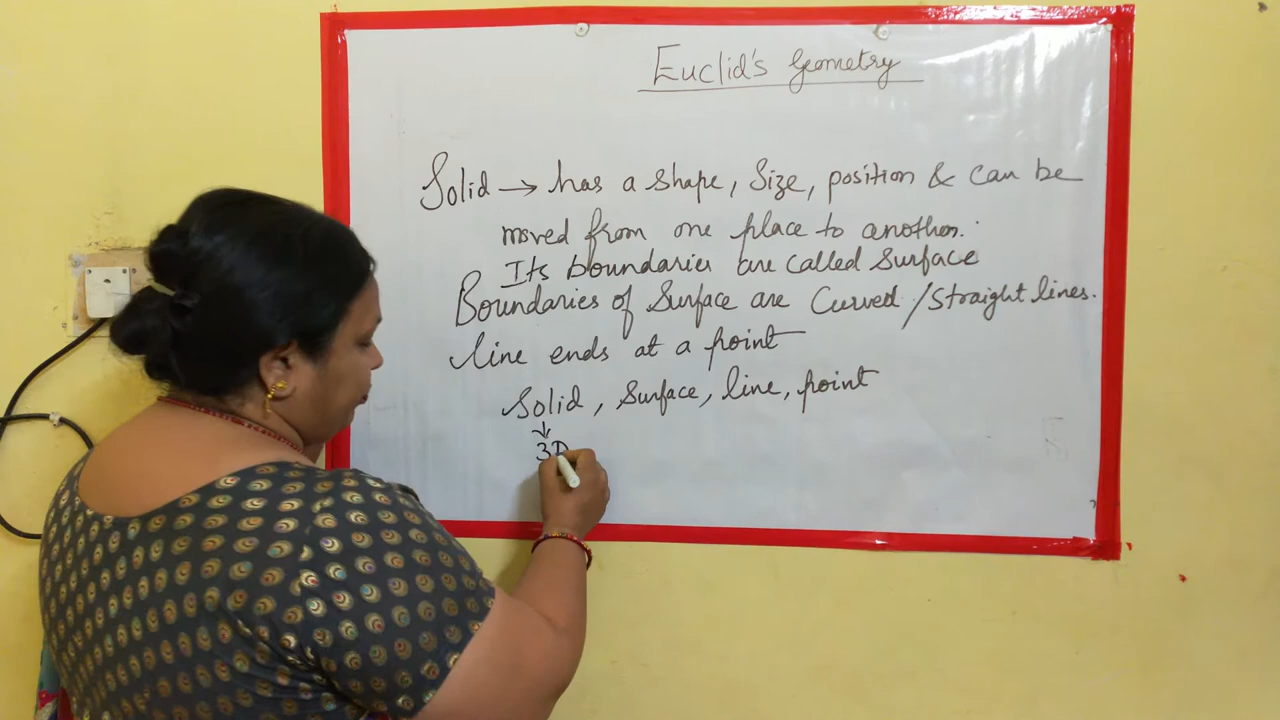 Euclid's Geometry
Solid → has a shape, Size, position & can be
moved from one place to another.
Its boundaries are called Surface
Boundaries of Surface are Curved / Straight lines.
line ends at a point
Solid, Surface, line, point
↓
3D